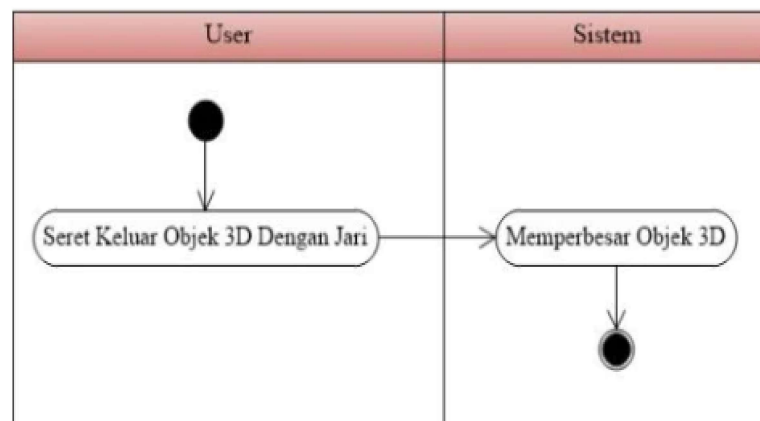 User
Sistem
Seret Keluar Objek 3D Dengan Jari
Memperbesar Objek 3D